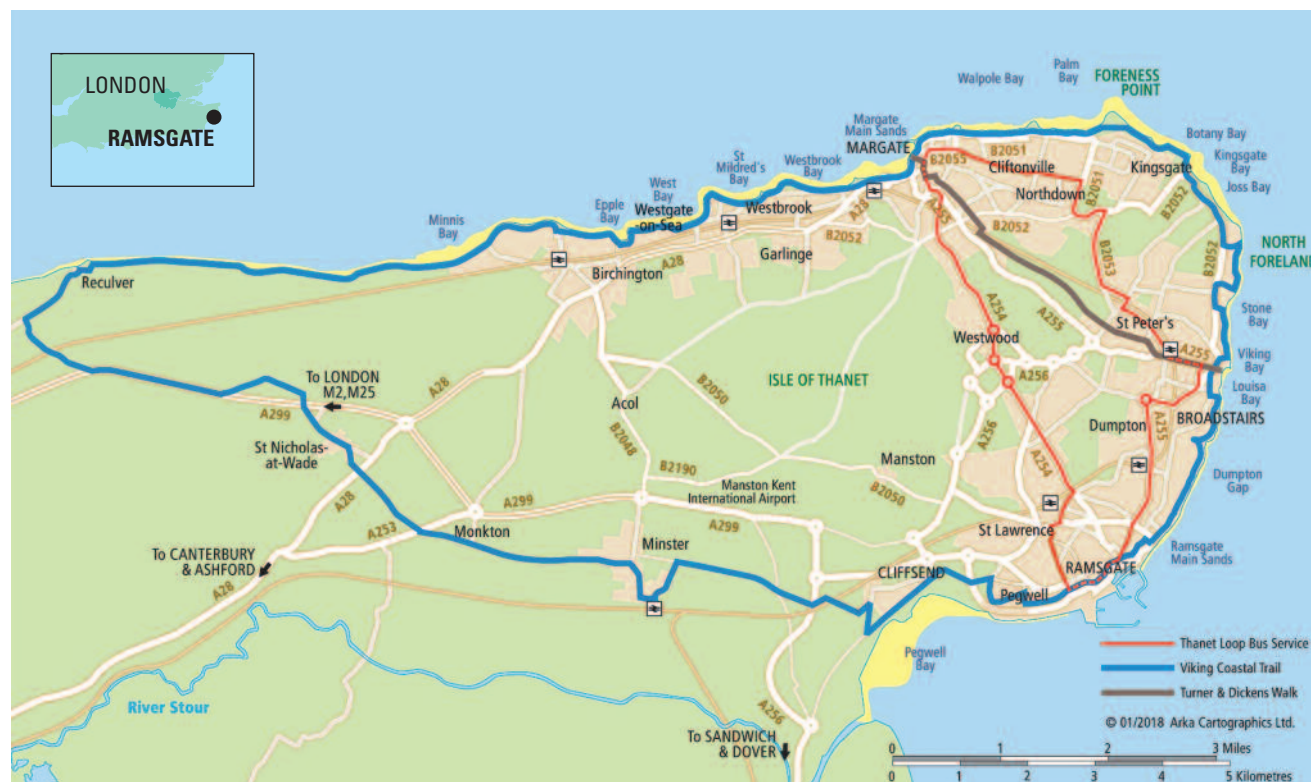 LONDON
RAMSGATE
Walpole Bay
Palm
Bay
FORENESS
POINT
Margate
Main Sands
MARGATE
Botany Bay
Kingsgate
Bay
Joss Bay
B2051
B2055
Cliftonville
Kingsgate
Northdown
B2051
B2052
St
Mildred's
Bay
Westbrook
Bay
West
Bay
Epple
Bay
Westgate
-on-Sea
Westbrook
Minnis
Bay
A28
A255
B2052
B2052
B2053
B2052
NORTH
FORELAND
Garlinge
A28
Birchington
Reculver
Stone
Bay
A254
A255
St Peter's
A255
Viking
Bay
Westwood
A256
Louisa
Bay
BROADSTAIRS
ISLE OF THANET
To LONDON
M2,M25
A28
A299
B2050
Acol
St Nicholas-
at-Wade
B2048
A256
Dumpton
A255
Manston
A254
Dumpton
Gap
B2190
Manston Kent
International Airport
B2050
A28
A299
A299
A253
Monkton
Minster
St Lawrence
Ramsgate
Main Sands
To CANTERBURY
& ASHFORD
A28
CLIFFSEND
RAMSGATE
Pegwell
Pegwell
Bay
River Stour
A256
To SANDWICH
& DOVER
Thanet Loop Bus Service
Viking Coastal Trail
Turner & Dickens Walk
© 01/2018 Arka Cartographics Ltd.
0 1 2 3 Miles
0 1 2 3 4 5 Kilometres